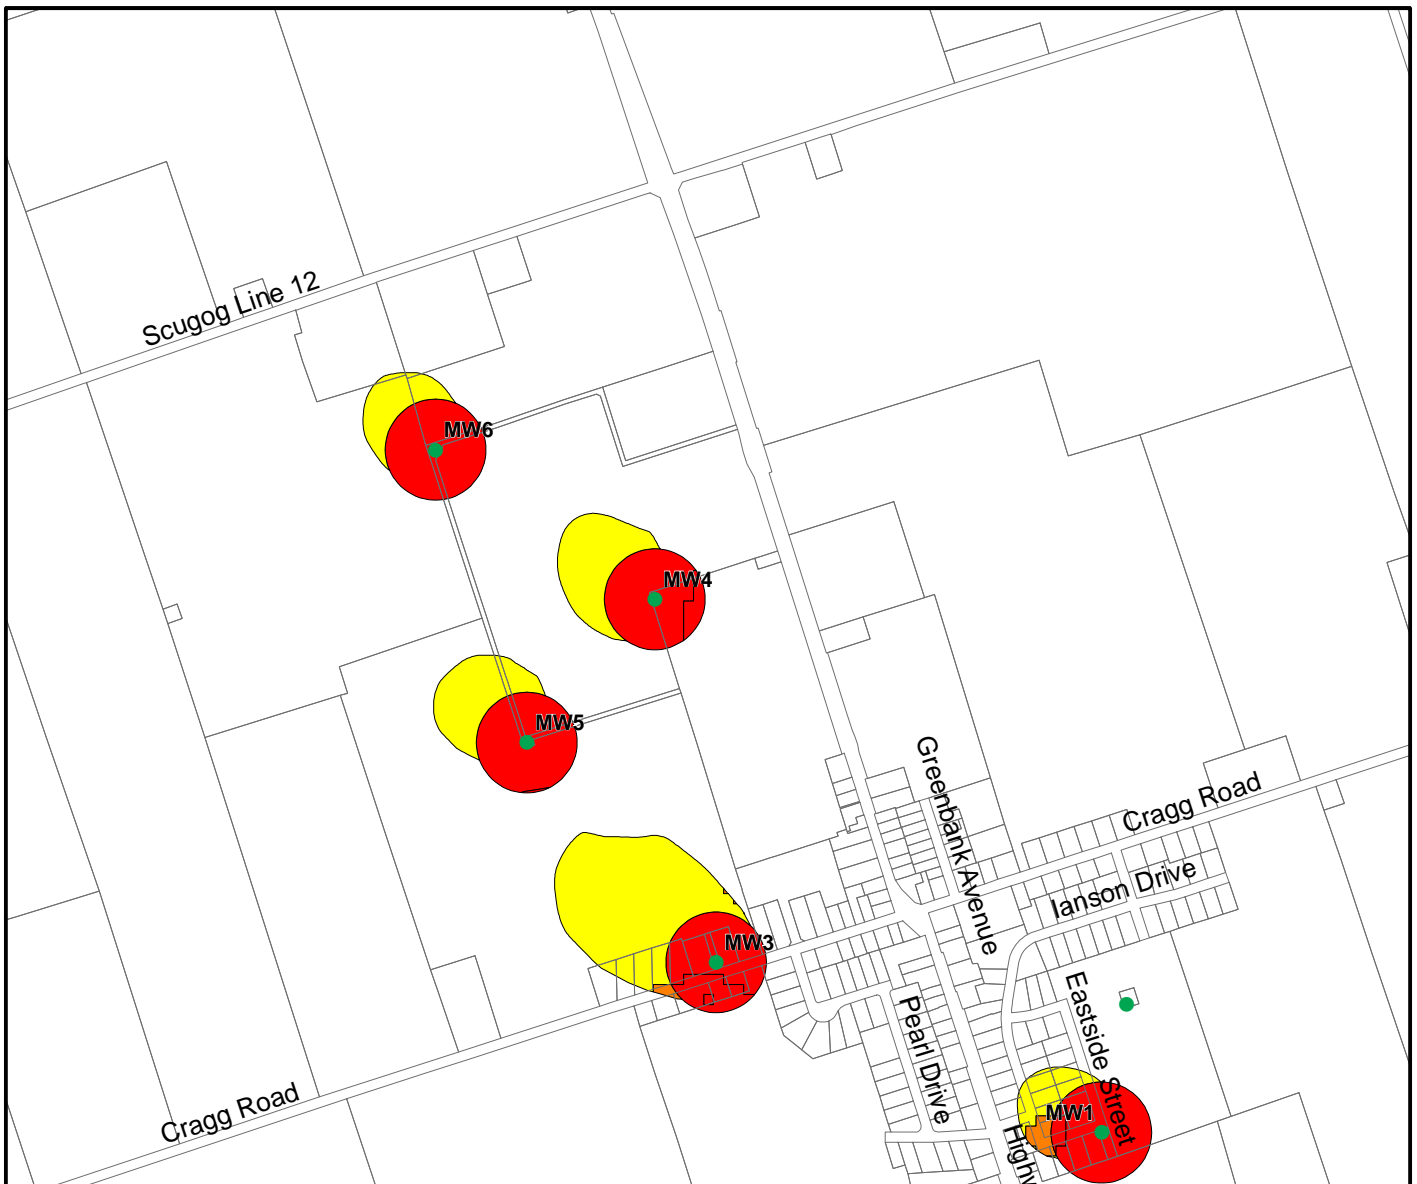 Scugog Line 12
MW6
MW4
MW5
Greenbank Avenue
Cragg Road
Ianson Drive
MW3
Eastside Street
Pearl Drive
Cragg Road
MW1
Highw